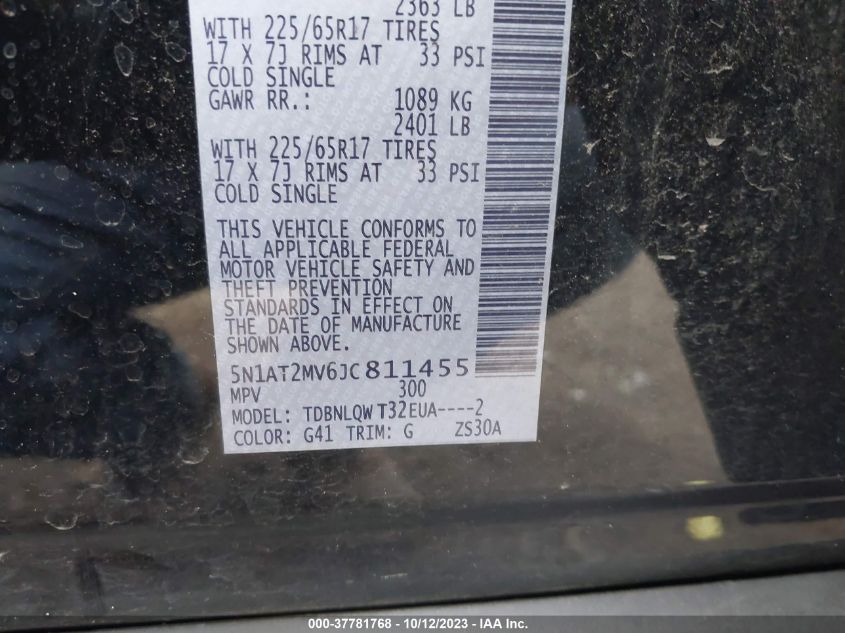 2363 LB
WITH 225/65R17 TIRES
17 X 7J RIMS AT 33 PSI
COLD SINGLE
GAWR RR.: 1089 KG
2401 LB
WITH 225/65R17 TIRES
17 X 7J RIMS AT 33 PSI
COLD SINGLE
THIS VEHICLE CONFORMS TO
ALL APPLICABLE FEDERAL
MOTOR VEHICLE SAFETY AND
THEFT PREVENTION
STANDARDS IN EFFECT ON
THE DATE OF MANUFACTURE
SHOWN ABOVE.
5N1AT2MV6JC811455
MPV 300
MODEL: TDBNLQW T32EUA----2
COLOR: G41 TRIM: G ZS30A
000-37781768 - 10/12/2023 - IAA Inc.